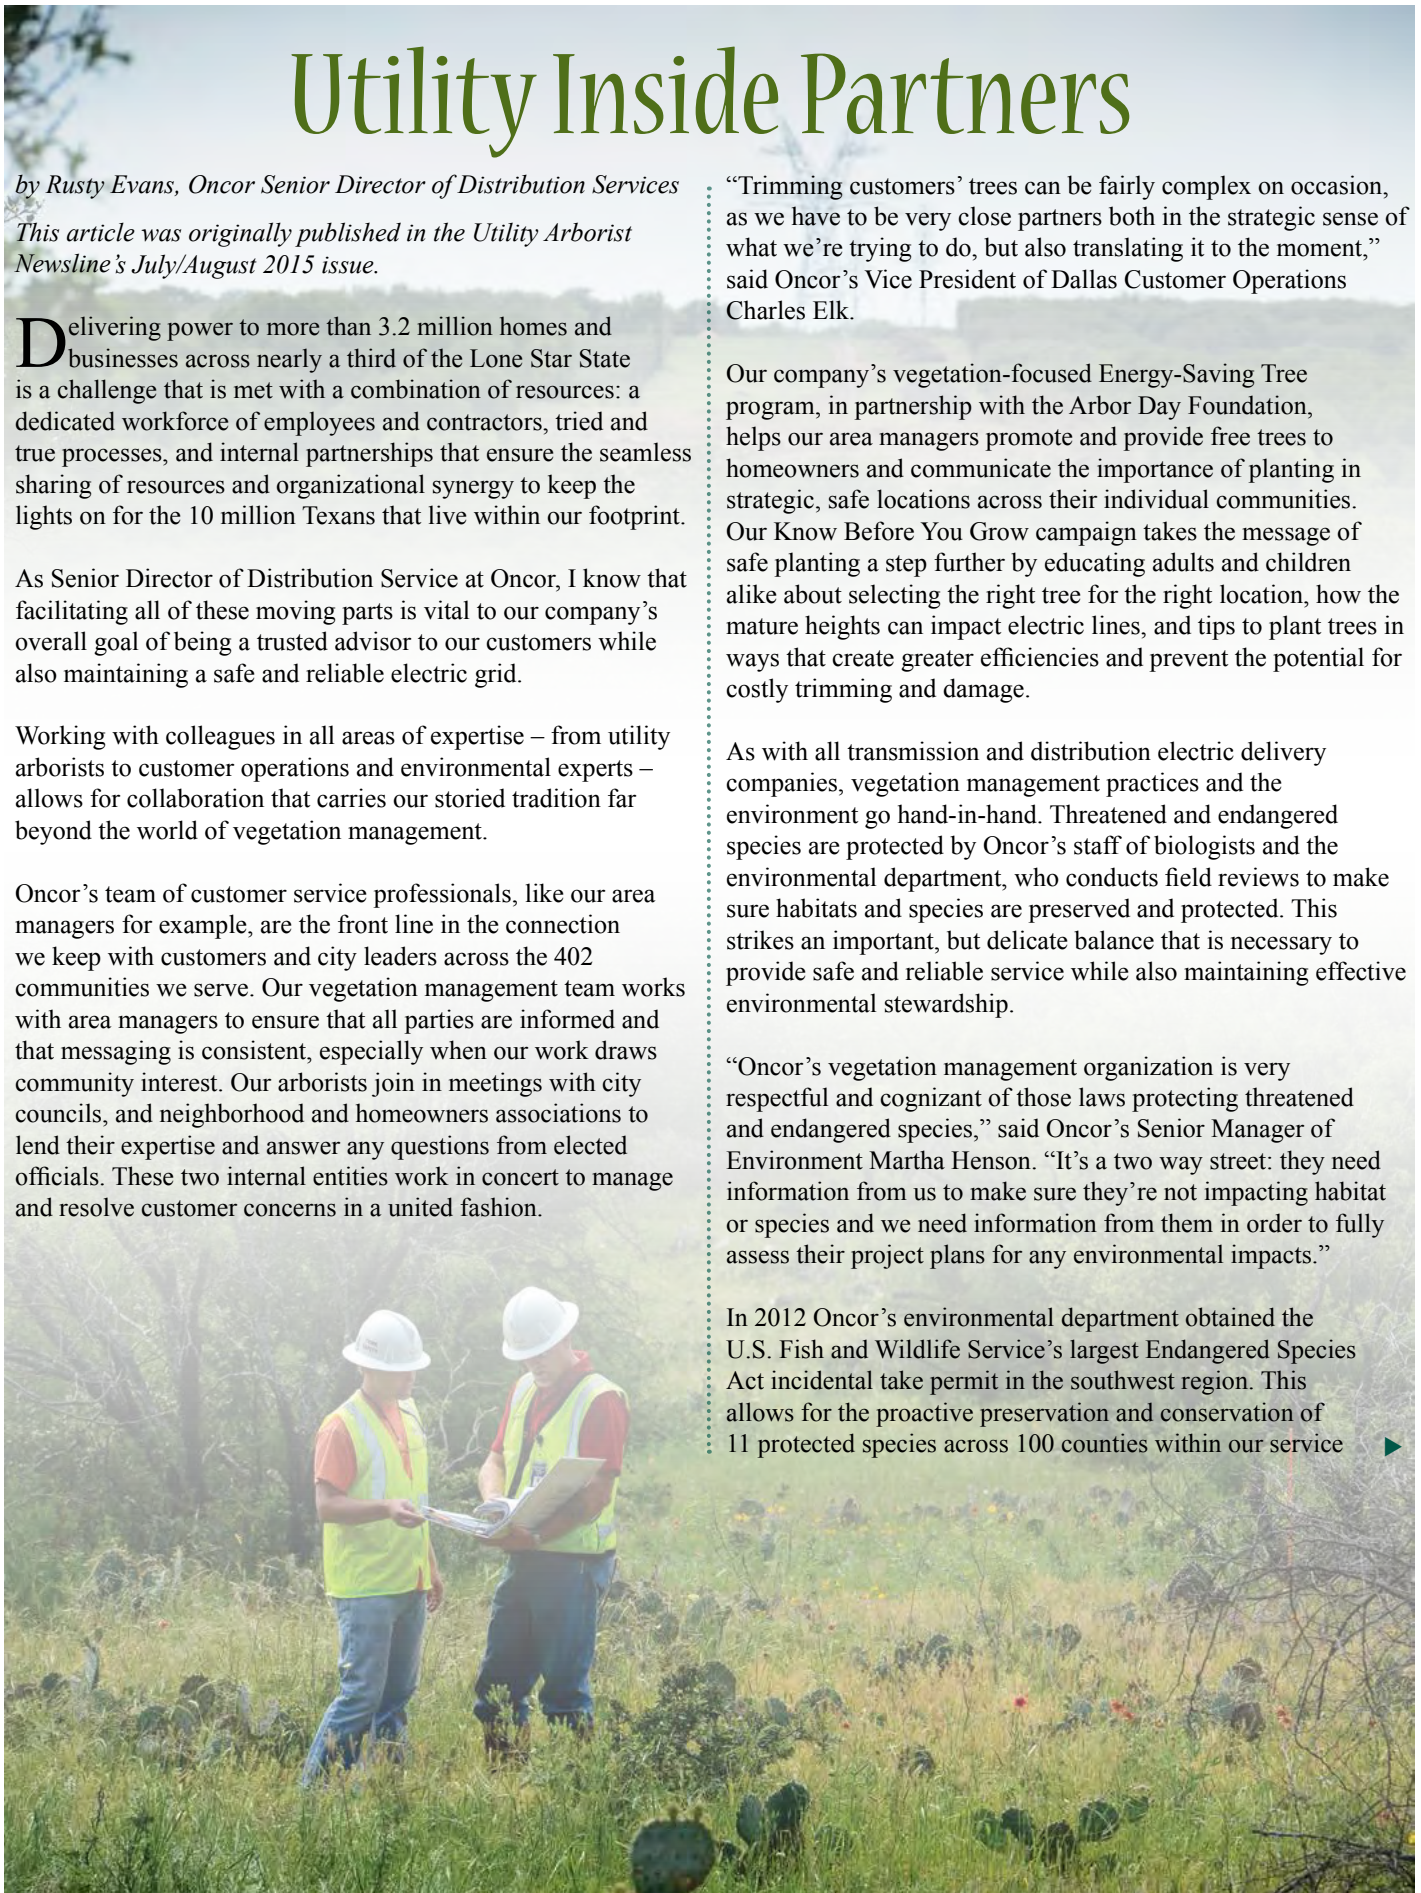 Utility Inside Partners
by Rusty Evans, Oncor Senior Director of Distribution Services
This article was originally published in the Utility Arborist
Newsline’s July/August 2015 issue.
Delivering power to more than 3.2 million homes and
businesses across nearly a third of the Lone Star State
is a challenge that is met with a combination of resources: a
dedicated workforce of employees and contractors, tried and
true processes, and internal partnerships that ensure the seamless
sharing of resources and organizational synergy to keep the
lights on for the 10 million Texans that live within our footprint.
As Senior Director of Distribution Service at Oncor, I know that
facilitating all of these moving parts is vital to our company’s
overall goal of being a trusted advisor to our customers while
also maintaining a safe and reliable electric grid.
Working with colleagues in all areas of expertise – from utility
arborists to customer operations and environmental experts –
allows for collaboration that carries our storied tradition far
beyond the world of vegetation management.
Oncor’s team of customer service professionals, like our area
managers for example, are the front line in the connection
we keep with customers and city leaders across the 402
communities we serve. Our vegetation management team works
with area managers to ensure that all parties are informed and
that messaging is consistent, especially when our work draws
community interest. Our arborists join in meetings with city
councils, and neighborhood and homeowners associations to
lend their expertise and answer any questions from elected
officials. These two internal entities work in concert to manage
and resolve customer concerns in a united fashion.
“Trimming customers’ trees can be fairly complex on occasion,
as we have to be very close partners both in the strategic sense of
what we’re trying to do, but also translating it to the moment,”
said Oncor’s Vice President of Dallas Customer Operations
Charles Elk.
Our company’s vegetation-focused Energy-Saving Tree
program, in partnership with the Arbor Day Foundation,
helps our area managers promote and provide free trees to
homeowners and communicate the importance of planting in
strategic, safe locations across their individual communities.
Our Know Before You Grow campaign takes the message of
safe planting a step further by educating adults and children
alike about selecting the right tree for the right location, how the
mature heights can impact electric lines, and tips to plant trees in
ways that create greater efficiencies and prevent the potential for
costly trimming and damage.
As with all transmission and distribution electric delivery
companies, vegetation management practices and the
environment go hand-in-hand. Threatened and endangered
species are protected by Oncor’s staff of biologists and the
environmental department, who conducts field reviews to make
sure habitats and species are preserved and protected. This
strikes an important, but delicate balance that is necessary to
provide safe and reliable service while also maintaining effective
environmental stewardship.
“Oncor’s vegetation management organization is very
respectful and cognizant of those laws protecting threatened
and endangered species,” said Oncor’s Senior Manager of
Environment Martha Henson. “It’s a two way street: they need
information from us to make sure they’re not impacting habitat
or species and we need information from them in order to fully
assess their project plans for any environmental impacts.”
In 2012 Oncor’s environmental department obtained the
U.S. Fish and Wildlife Service’s largest Endangered Species
Act incidental take permit in the southwest region. This
allows for the proactive preservation and conservation of
11 protected species across 100 counties within our service